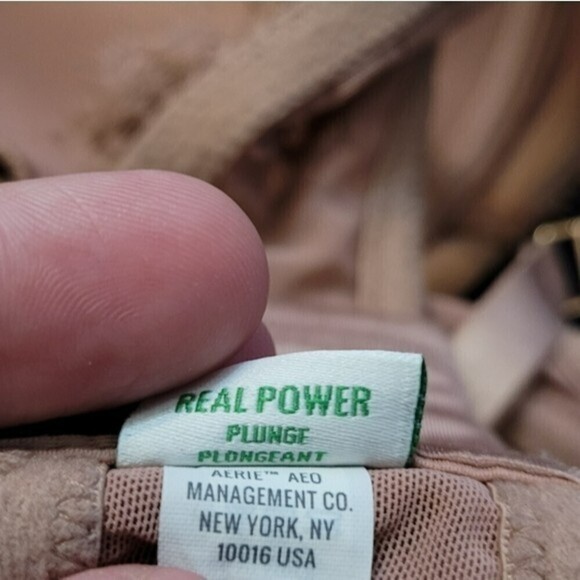 REAL POWER
PLUNGE
PLONGEANT
AERIE™ AEO
MANAGEMENT CO.
NEW YORK, NY
10016 USA